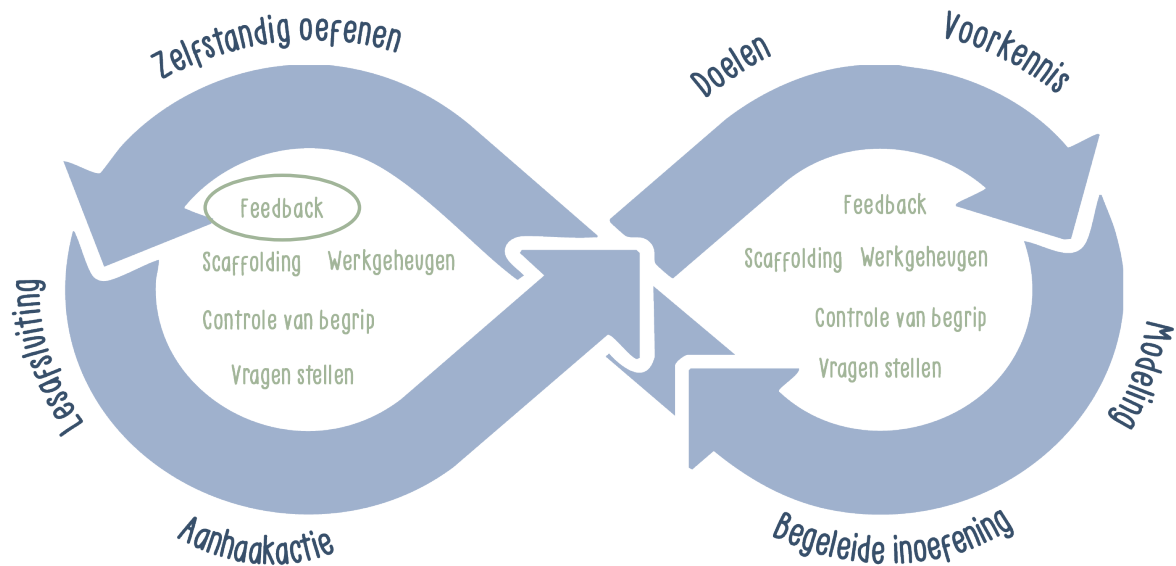 Zelfstandig oefenen
Doelen
Voorkennis
Feedback
Scaffolding Werkgeheugen
Controle van begrip
Vragen stellen
Feedback
Scaffolding Werkgeheugen
Controle van begrip
Vragen stellen
Lesafsluiting
Modeling
Aanhaakactie
Begeleide inoefening